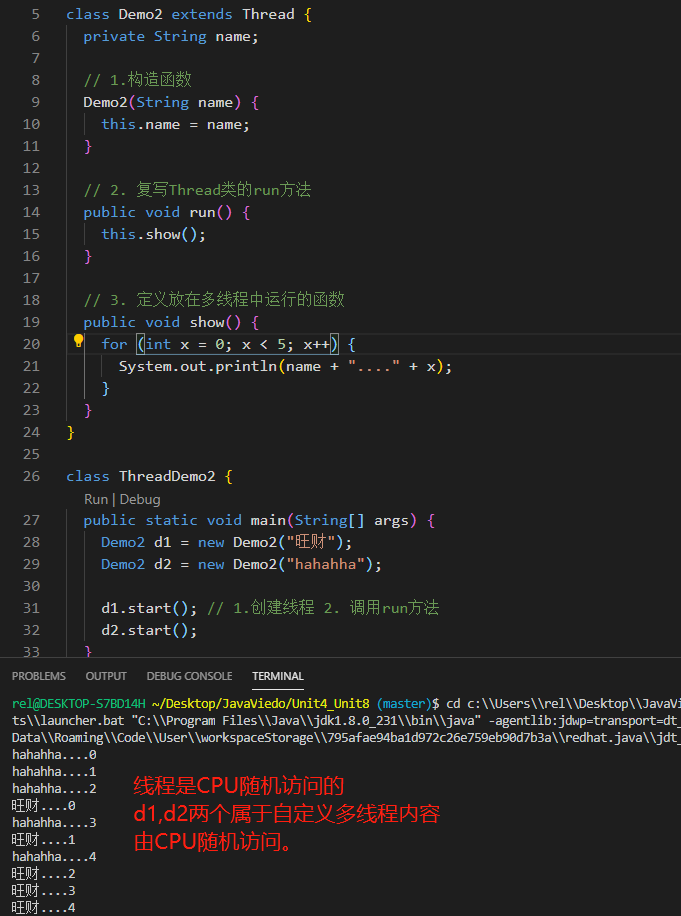 5 class Demo2 extends Thread {
6 private String name;
7
8 // 1.构造函数
9 Demo2(String name) {
10 this.name = name;
11 }
12
13 // 2. 复写Thread类的run方法
14 public void run() {
15 this.show();
16 }
17
18 // 3. 定义放在多线程中运行的函数
19 public void show() {
20 for (int x = 0; x < 5; x++) {
21 System.out.println(name + "...." + x);
22 }
23 }
24 }
25
26 class ThreadDemo2 {
Run | Debug
27 public static void main(String[] args) {
28 Demo2 d1 = new Demo2("旺财");
29 Demo2 d2 = new Demo2("hahahha");
30
31 d1.start(); // 1.创建线程 2. 调用run方法
32 d2.start();
33 }
PROBLEMS OUTPUT DEBUG CONSOLE TERMINAL
rel@DESKTOP-S7BD14H ~/Desktop/JavaViedo/Unit4_Unit8 (master)$ cd c:\\Users\\rel\\Desktop\\JavaVi
ts\\launcher.bat "C:\\Program Files\\Java\\jdk1.8.0_231\\bin\\java" -agentlib:jdwp=transport=dt_
Data\\Roaming\\Code\\User\\workspaceStorage\\795afae94ba1d972c26e759eb90d7b3a\\redhat.java\\jdt_
hahahha....0
hahahha....1
hahahha....2
旺财....0
hahahha....3
旺财....1
hahahha....4
旺财....2
旺财....3
旺财....4
线程是CPU随机访问的
d1,d2两个属于自定义多线程内容
由CPU随机访问。